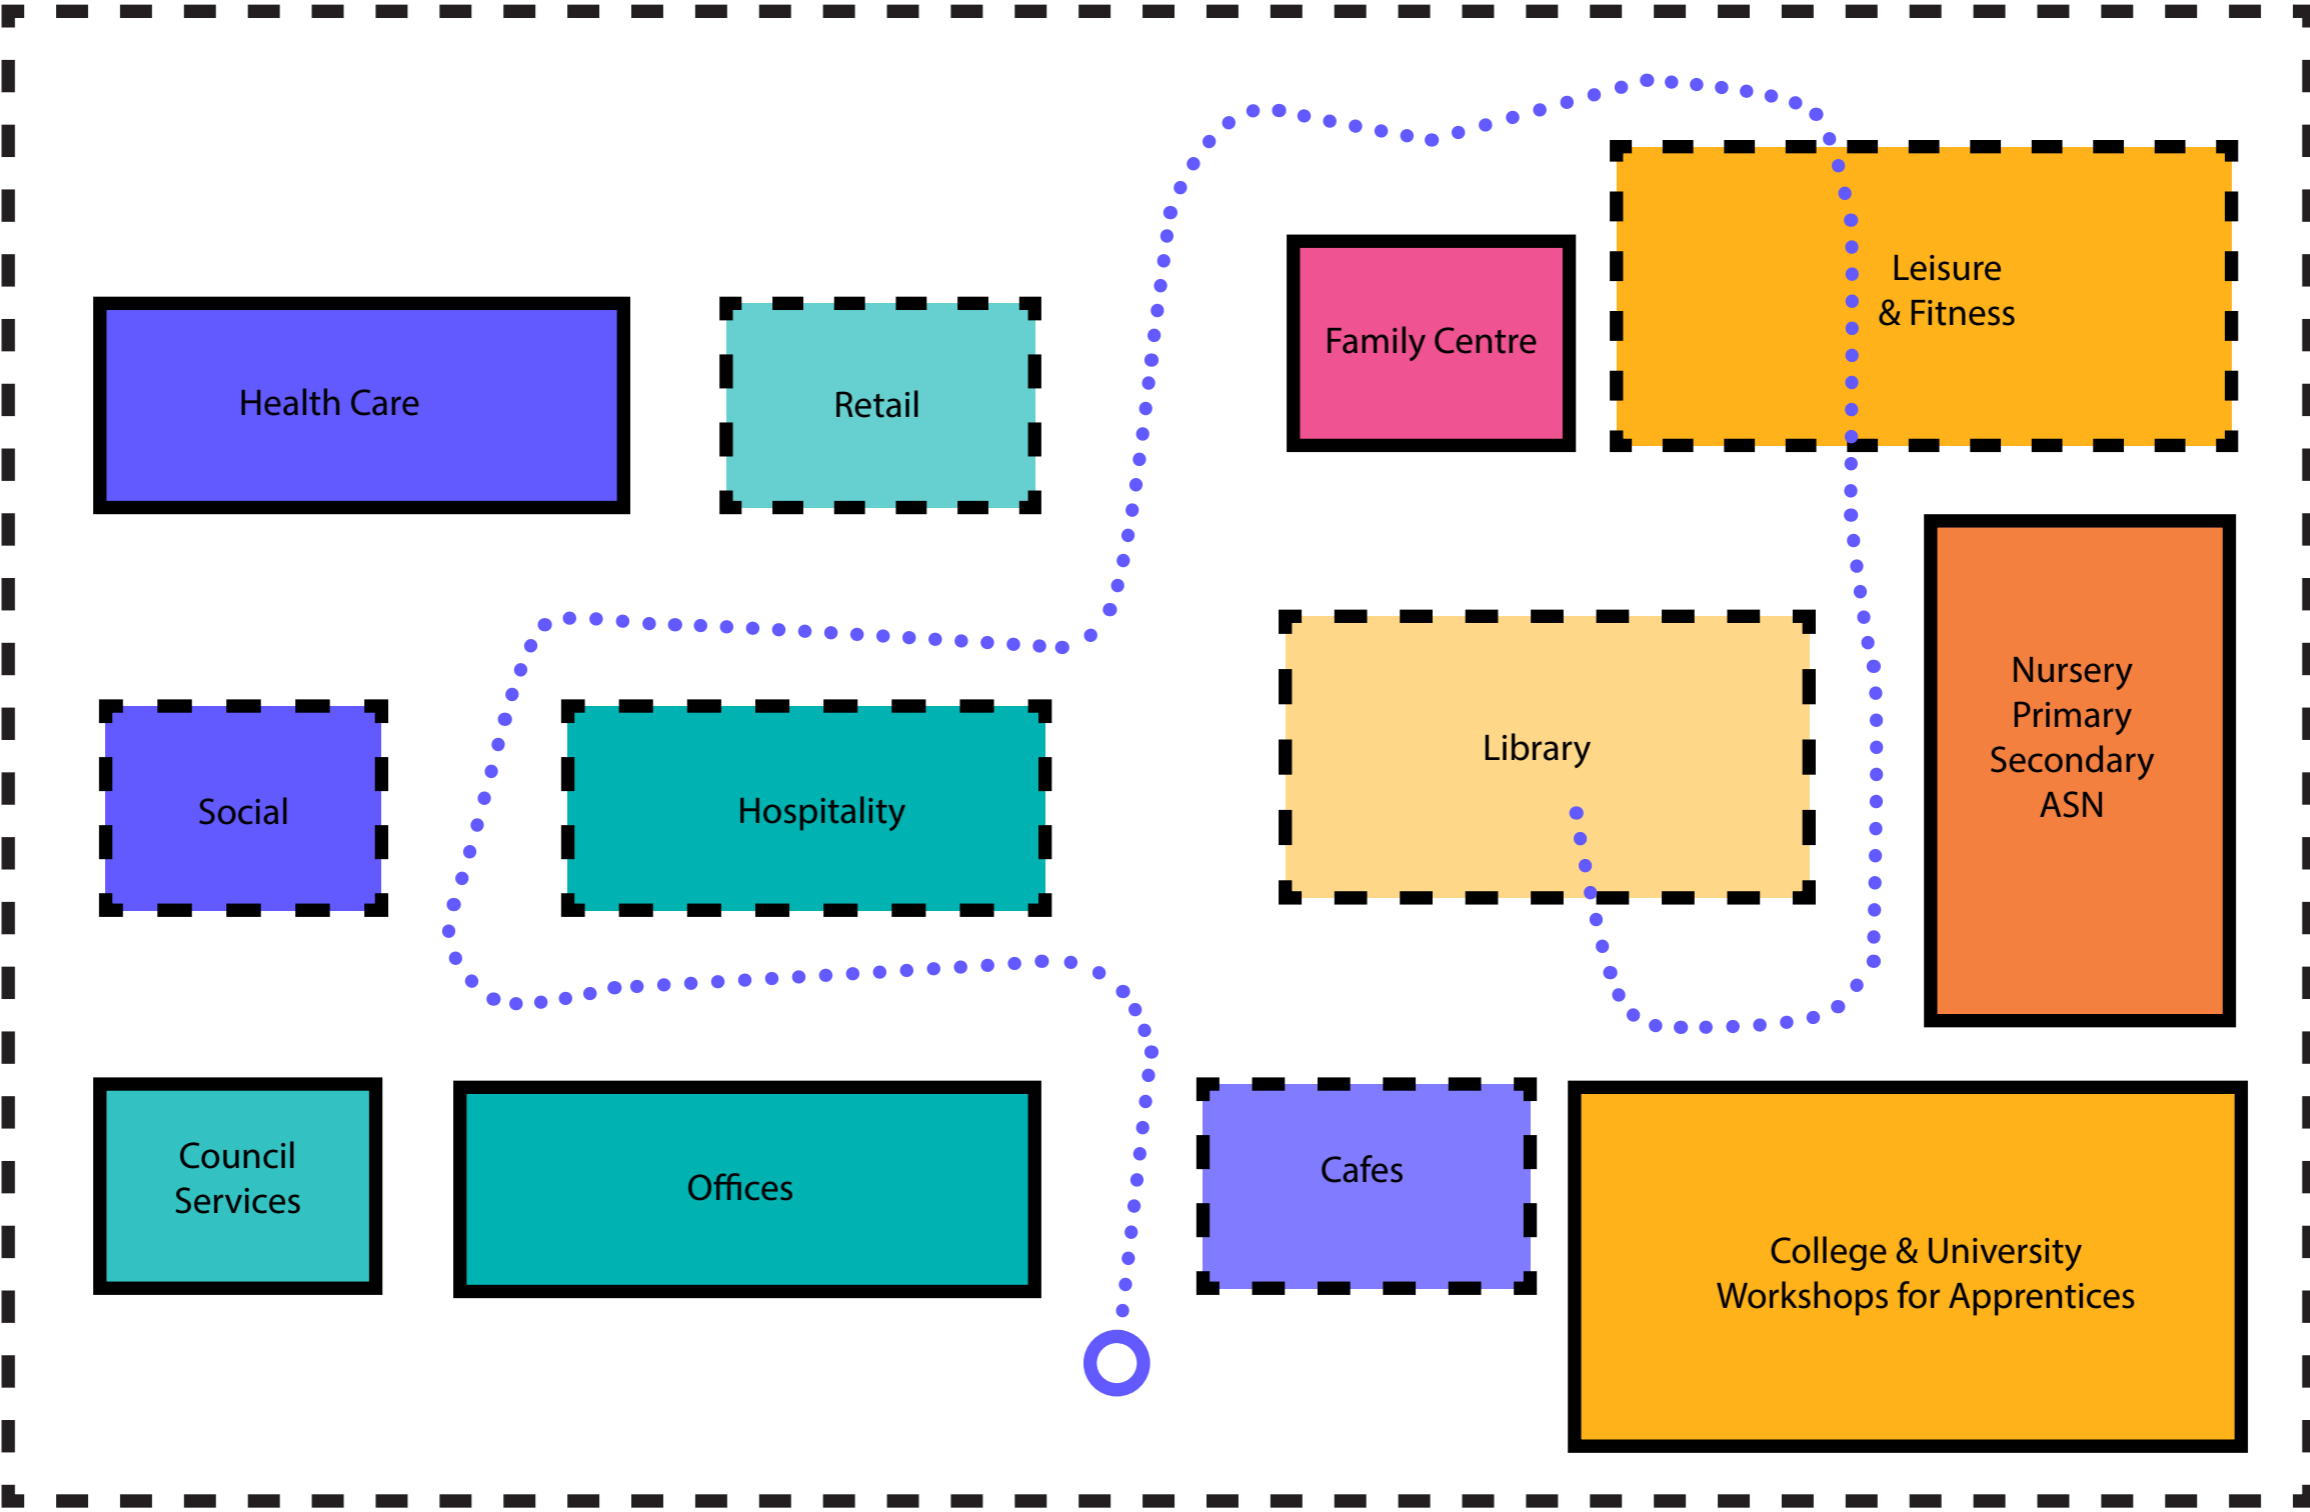 Leisure
& Fitness
Family Centre
Health Care
Retail
Nursery
Primary
Secondary
ASN
Library
Social
Hospitality
Council
Services
Offices
Cafes
College & University
Workshops for Apprentices